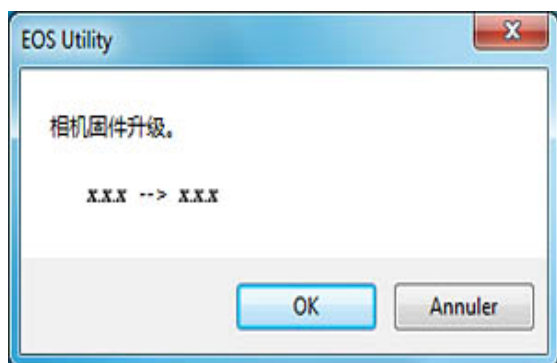 EOS Utility
相机固件升级。
x.x.x --> x.x.x
OK
Annuler